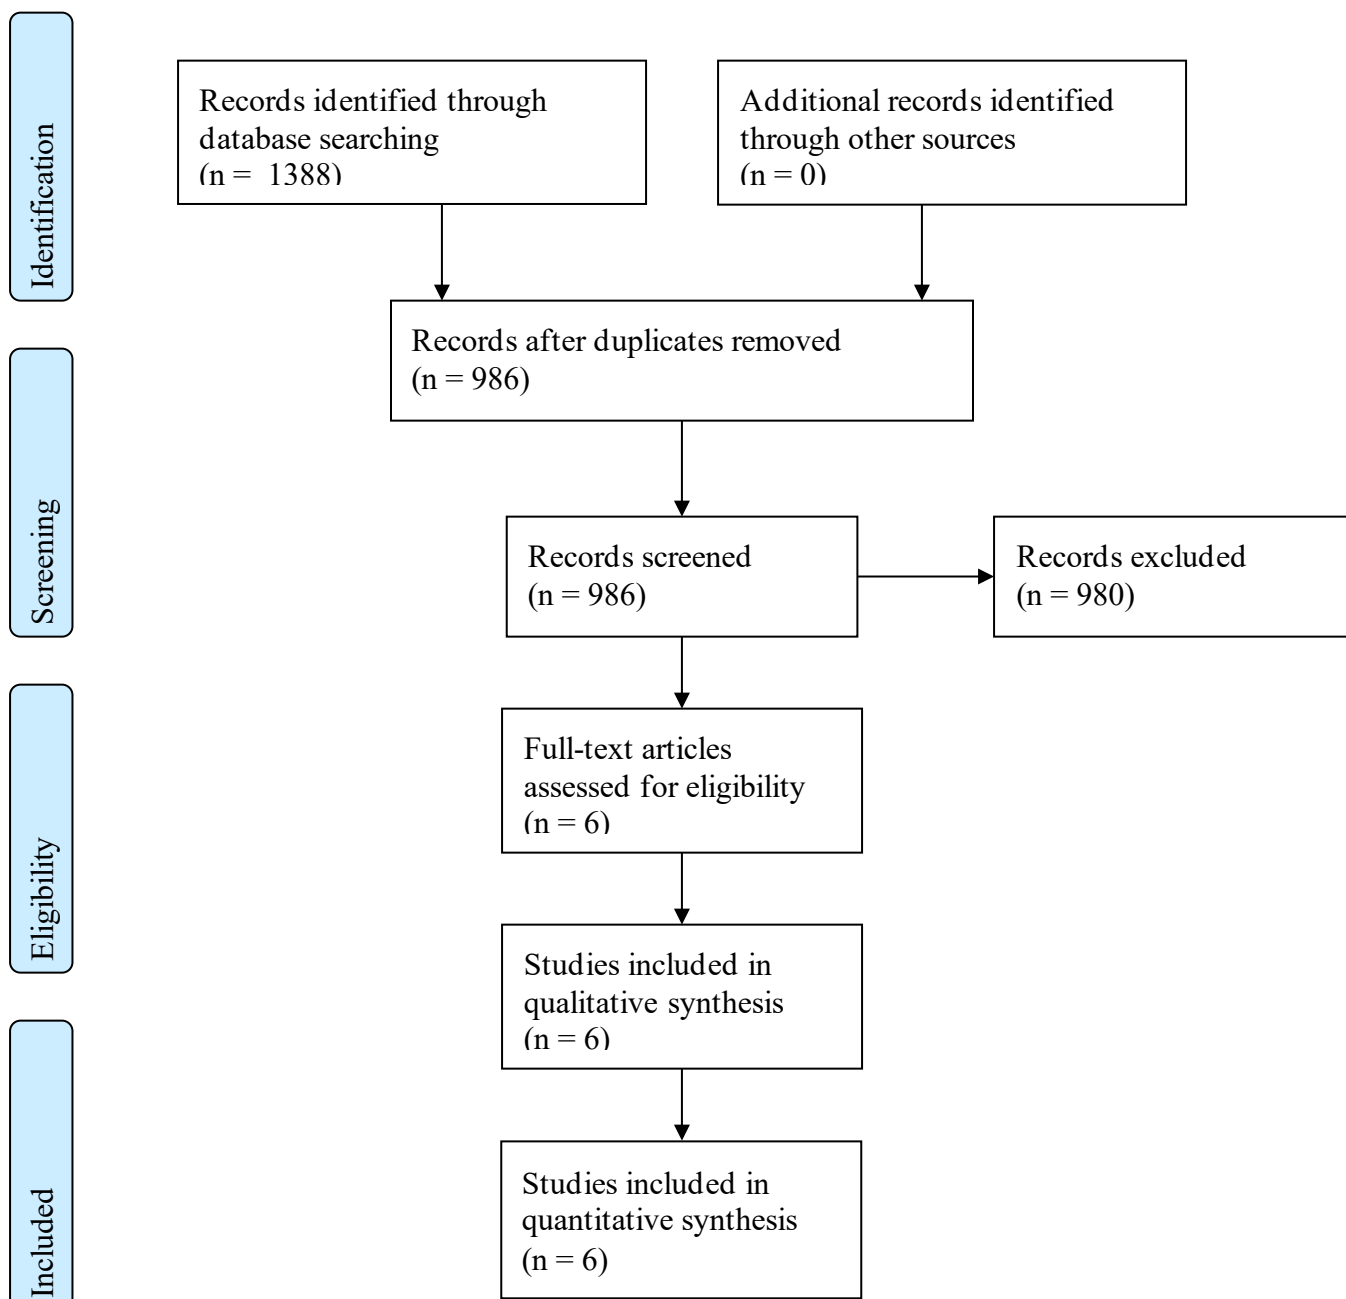 Identification
Records identified through
database searching
(n =  1388)
Additional records identified
through other sources
(n = 0)
Records after duplicates removed
(n = 986)
Screening
Records screened
(n = 986)
Records excluded
(n = 980)
Eligibility
Full-text articles
assessed for eligibility
(n = 6)
Studies included in
qualitative synthesis
(n = 6)
Included
Studies included in
quantitative synthesis
(n = 6)